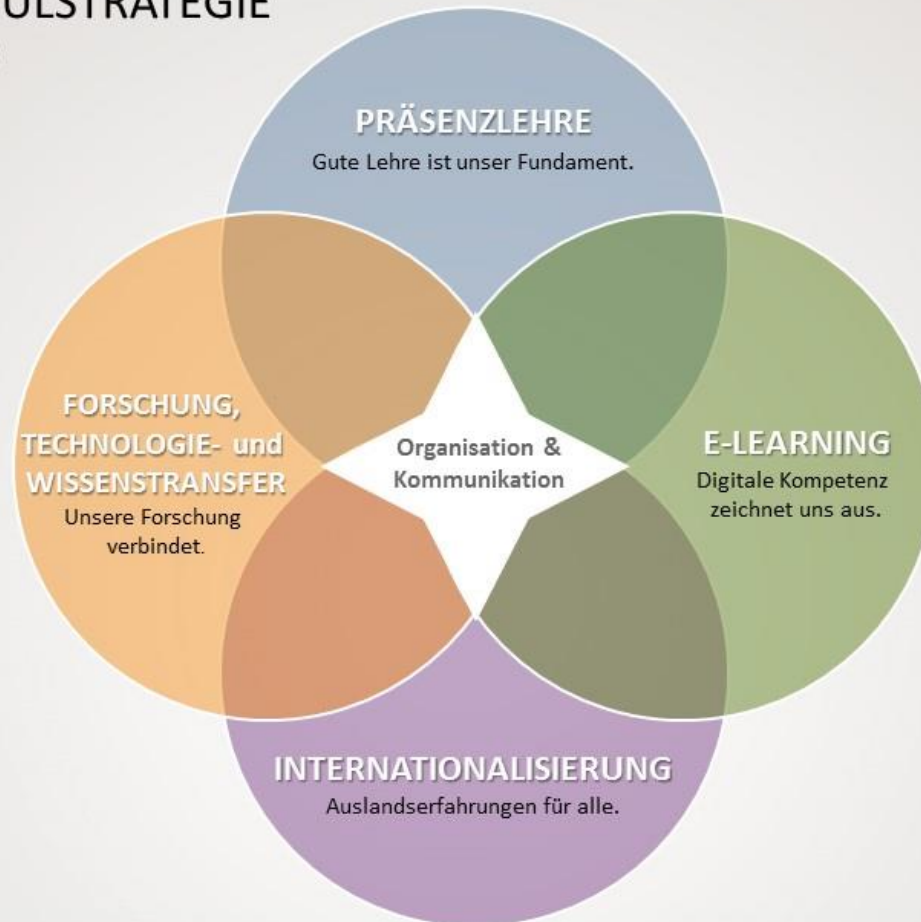 ULSTRATEGIE
PRÄSENZLEHRE
Gute Lehre ist unser Fundament.
FORSCHUNG,
TECHNOLOGIE- und
WISSENSTRANSFER
Unsere Forschung
verbindet.
Organisation &
Kommunikation
E-LEARNING
Digitale Kompetenz
zeichnet uns aus.
INTERNATIONALISIERUNG
Auslandserfahrungen für alle.